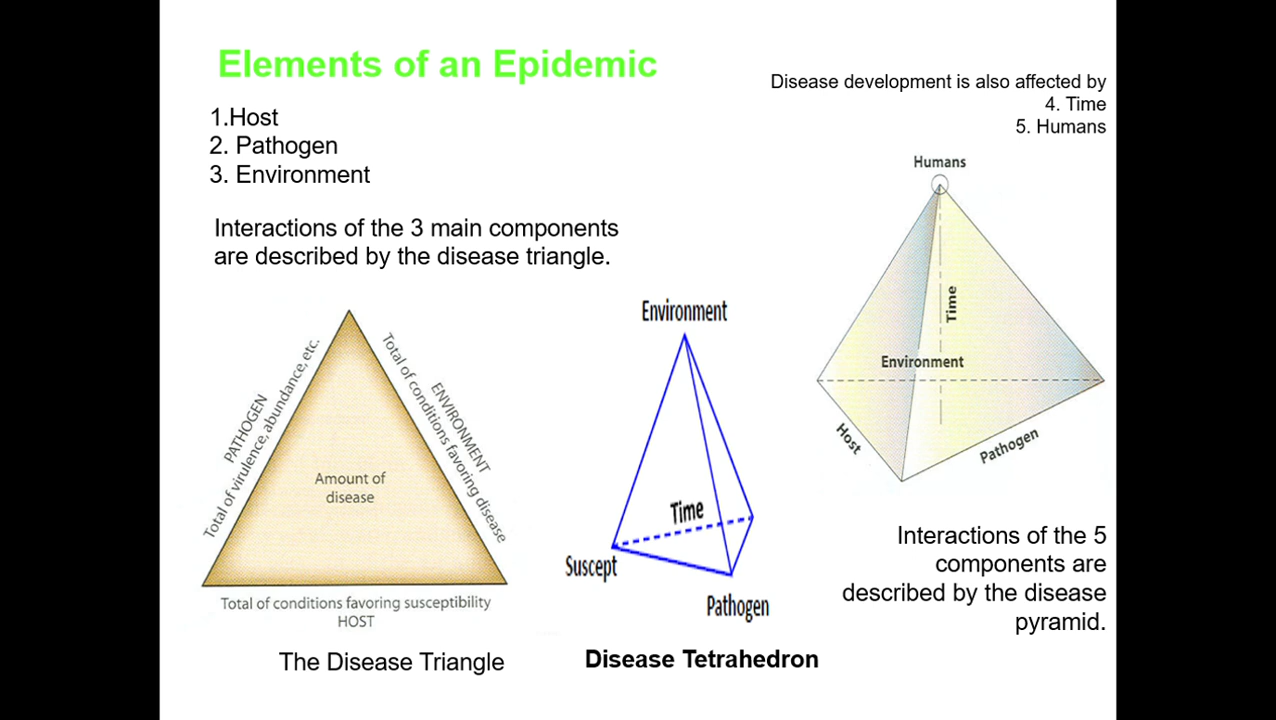 Elements of an Epidemic
1.Host
2. Pathogen
3. Environment
Interactions of the 3 main components
are described by the disease triangle.
PATHOGEN
Total of virulence, abundance, etc.
ENVIRONMENT
Total of conditions favoring disease
Amount of
disease
Total of conditions favoring susceptibility
HOST
The Disease Triangle
Environment
Time
Suscept
Pathogen
Disease Tetrahedron
Disease development is also affected by
4. Time
5. Humans
Humans
Time
Environment
Host
Pathogen
Interactions of the 5
components are
described by the disease
pyramid.